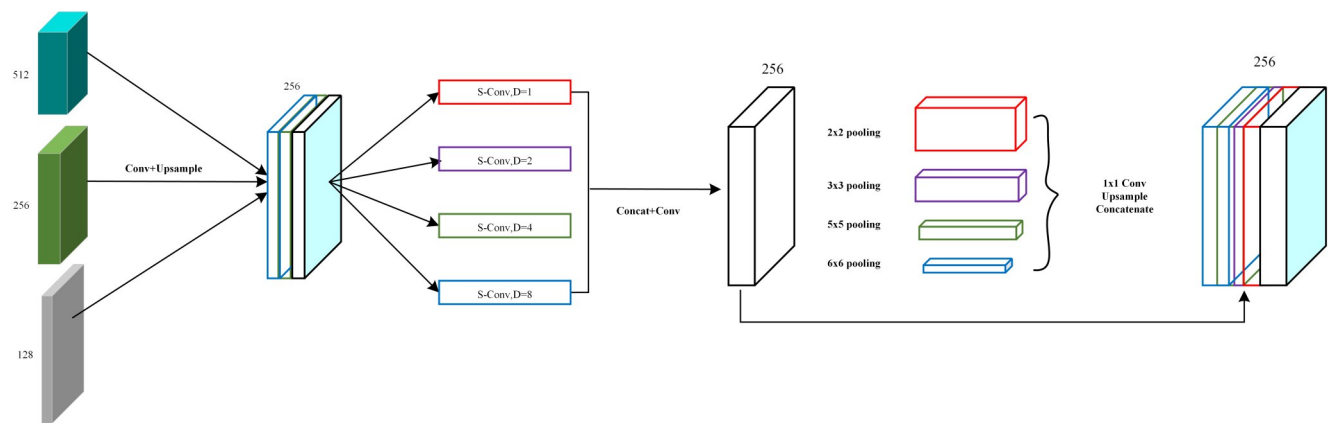 512
256
128
Conv+Upsample
256
S-Conv,D=1
S-Conv,D=2
S-Conv,D=4
S-Conv,D=8
Concat+Conv
256
2x2 pooling
3x3 pooling
5x5 pooling
6x6 pooling
1x1 Conv
Upsample
Concatenate
256